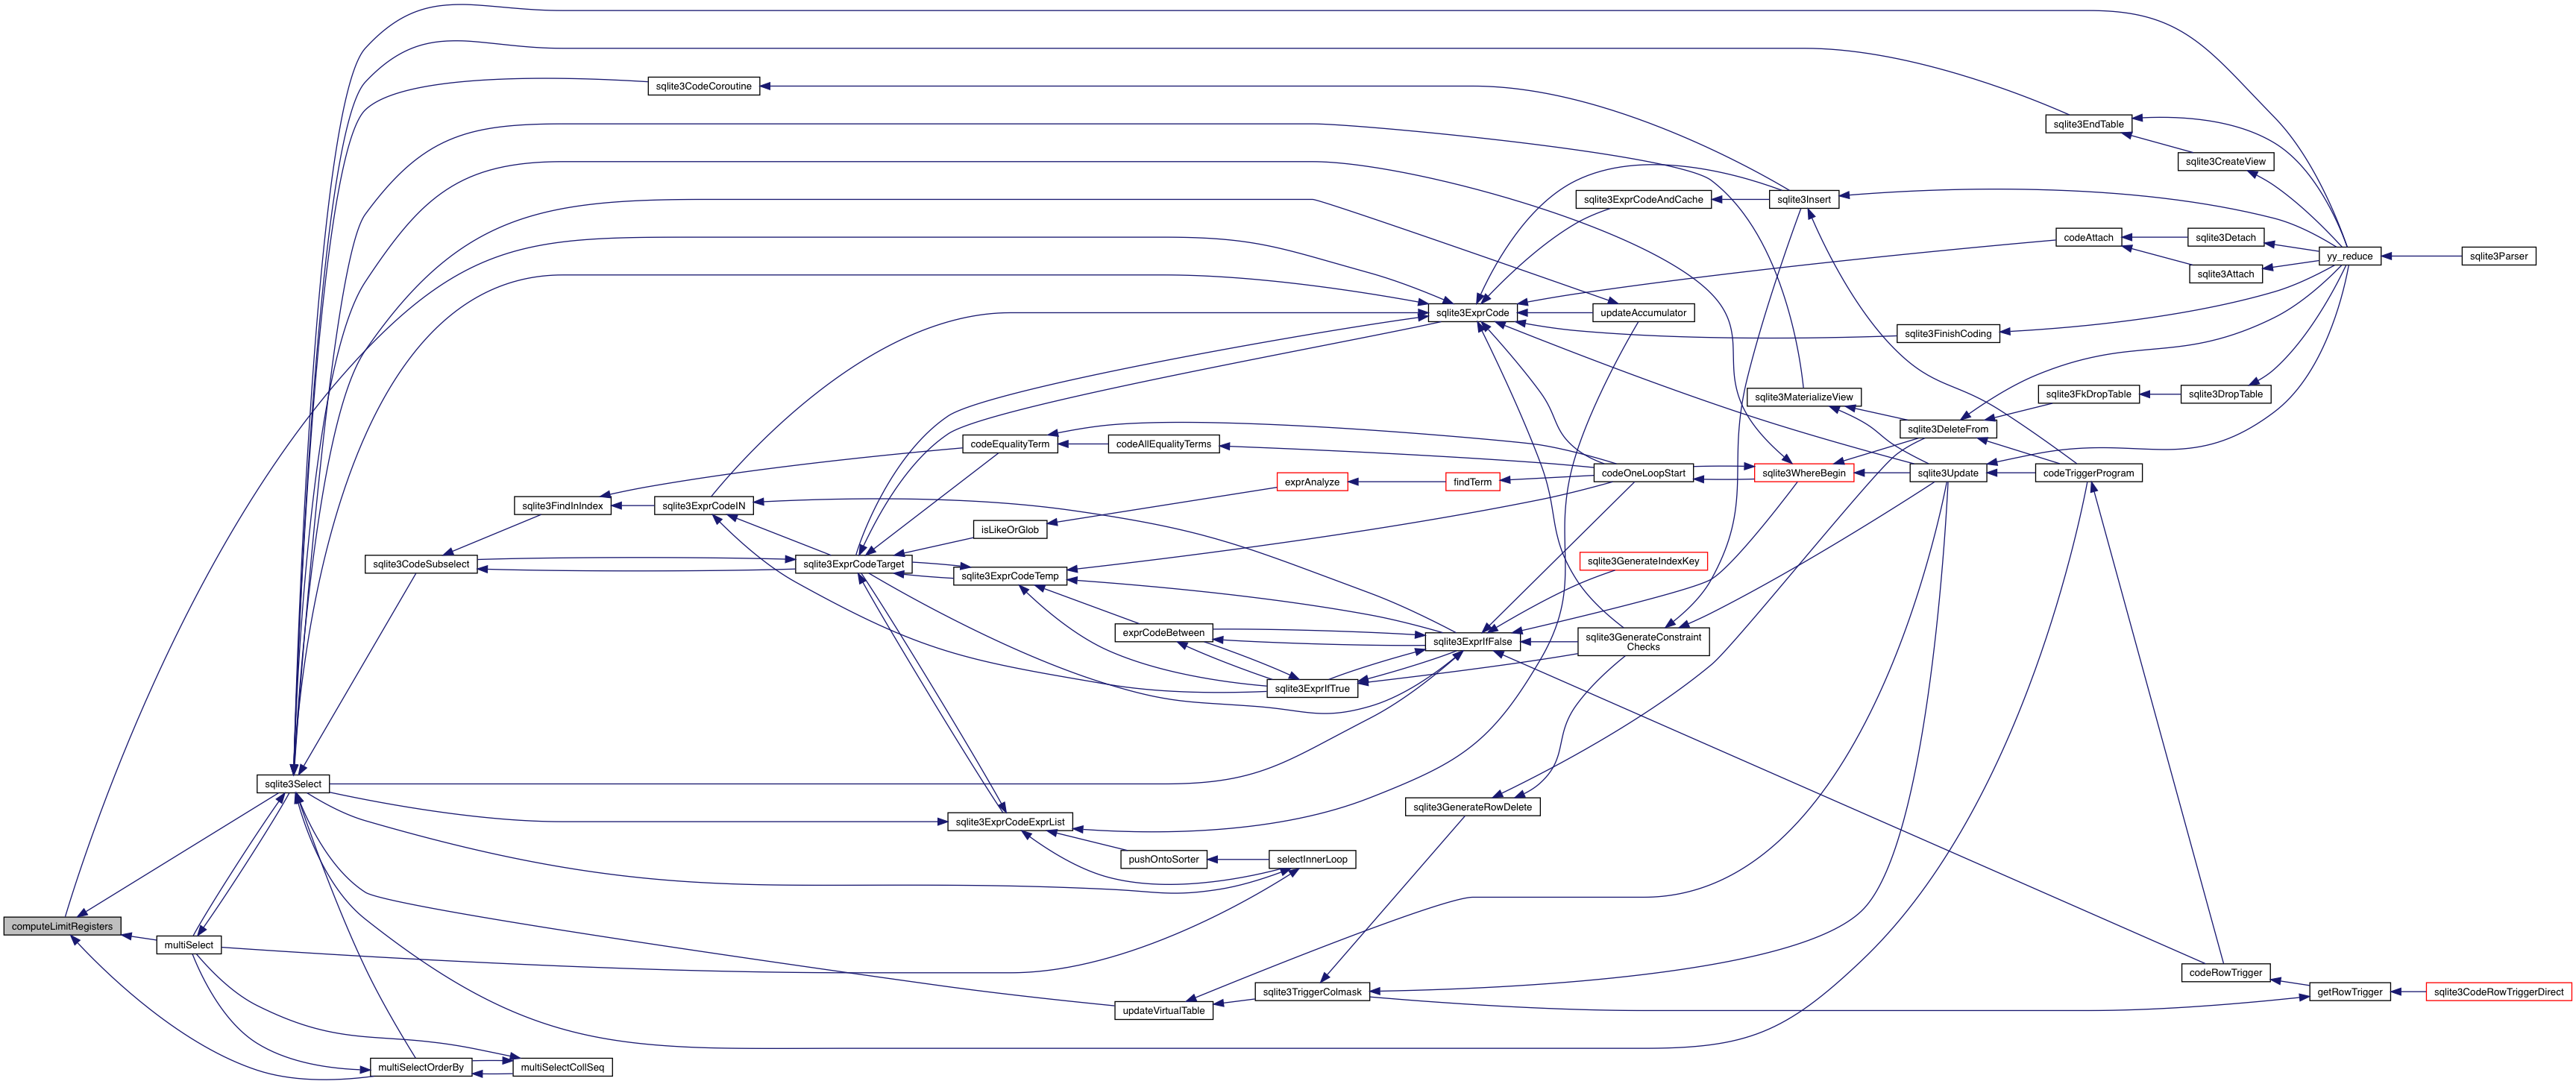 sqlite3CodeCoroutine
sqlite3EndTable
sqlite3CreateView
sqlite3ExprCodeAndCache
sqlite3Insert
codeAttach
sqlite3Detach
yy_reduce
sqlite3Parser
sqlite3Attach
sqlite3ExprCode
updateAccumulator
sqlite3FinishCoding
sqlite3MaterializeView
sqlite3FkDropTable
sqlite3DropTable
sqlite3DeleteFrom
codeEqualityTerm
codeAllEqualityTerms
codeOneLoopStart
sqlite3WhereBegin
sqlite3Update
codeTriggerProgram
exprAnalyze
findTerm
sqlite3FindInIndex
sqlite3ExprCodeIN
isLikeOrGlob
sqlite3CodeSubselect
sqlite3ExprCodeTarget
sqlite3ExprCodeTemp
sqlite3GenerateIndexKey
exprCodeBetween
sqlite3ExprIfFalse
sqlite3GenerateConstraint
Checks
sqlite3ExprIfTrue
sqlite3Select
sqlite3GenerateRowDelete
sqlite3ExprCodeExprList
pushOntoSorter
selectInnerLoop
computeLimitRegisters
multiSelect
codeRowTrigger
sqlite3TriggerColmask
getRowTrigger
sqlite3CodeRowTriggerDirect
updateVirtualTable
multiSelectOrderBy
multiSelectCollSeq